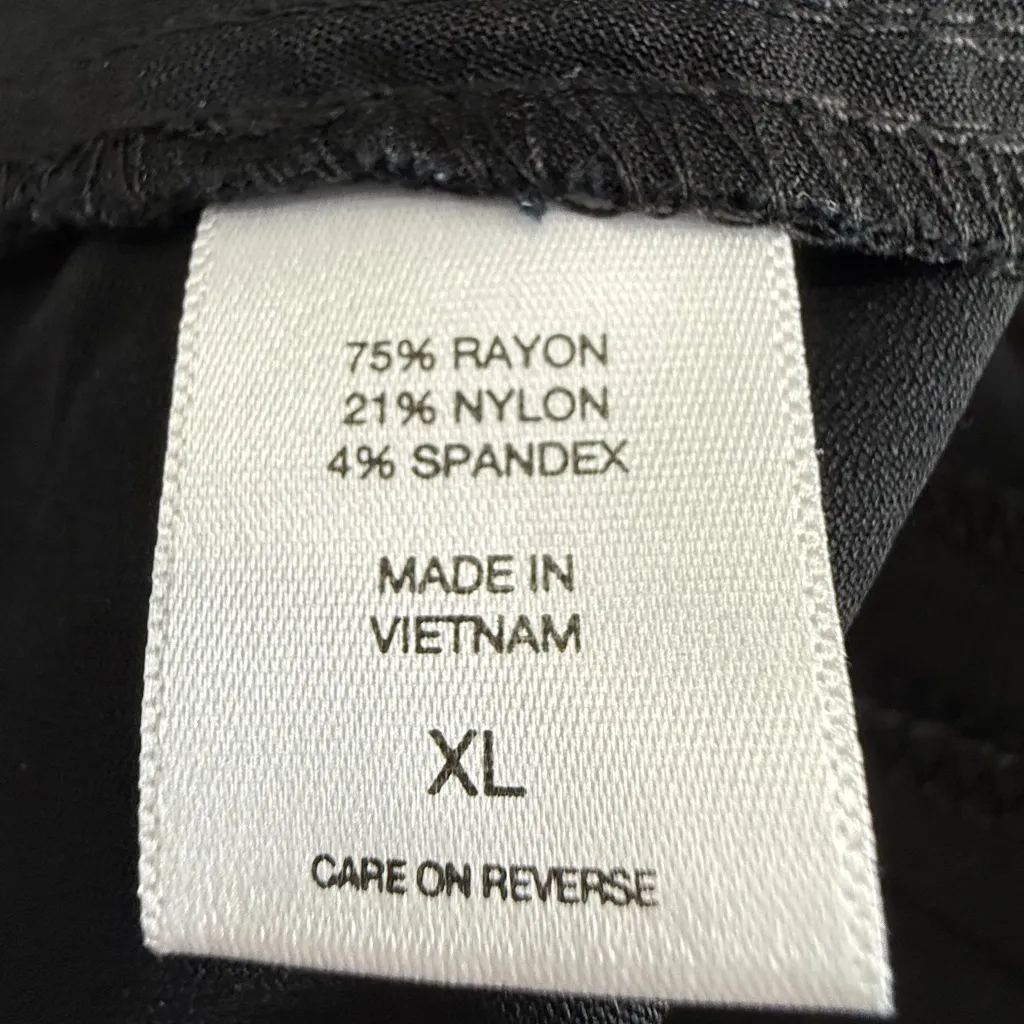 75% RAYON
21% NYLON
4% SPANDEX
MADE IN
VIETNAM
XL
CARE ON REVERSE